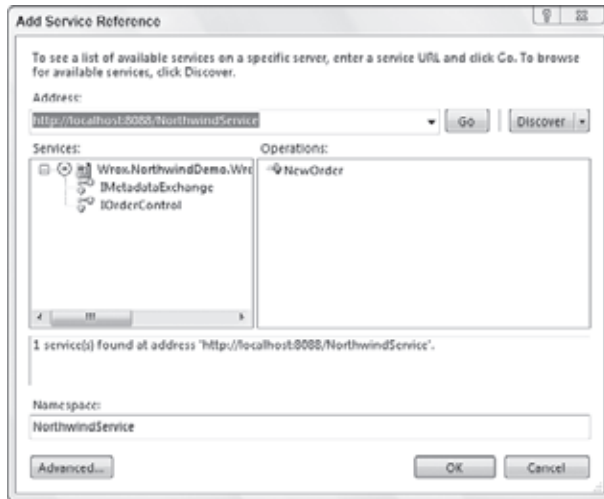 Add Service Reference
To see a list of available services on a specific server, enter a service URL and click Go. To browse
for available services, click Discover.
Address:
http://localhost:8088/NorthwindService
Go
Discover
Services:
Operations:
Wrox.NorthwindDemo.Wro
NewOrder
IMetadataExchange
IOrderControl
1 service(s) found at address 'http://localhost:8088/NorthwindService'.
Namespace:
NorthwindService
Advanced...
OK
Cancel